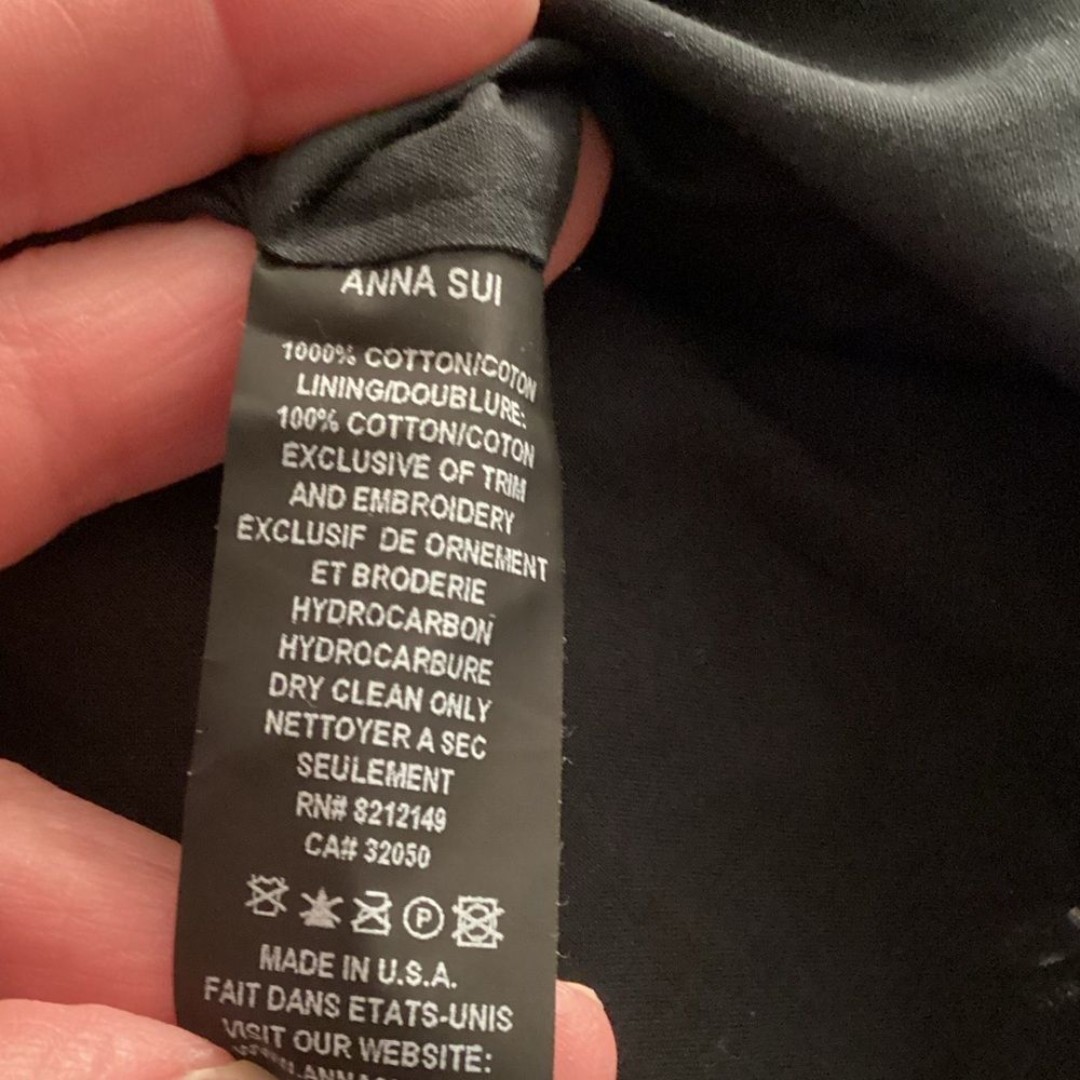 ANNA SUI
1000% COTTON/COTON
LINING/DOUBLURE:
100% COTTON/COTON
EXCLUSIVE OF TRIM
AND EMBROIDERY
EXCLUSIF DE ORNEMENT
ET BRODERIE
HYDROCARBON
HYDROCARBURE
DRY CLEAN ONLY
NETTOYER A SEC
SEULEMENT
RN# 8212149
CA# 32050
P
MADE IN U.S.A.
FAIT DANS ETATS-UNIS
VISIT OUR WEBSITE: